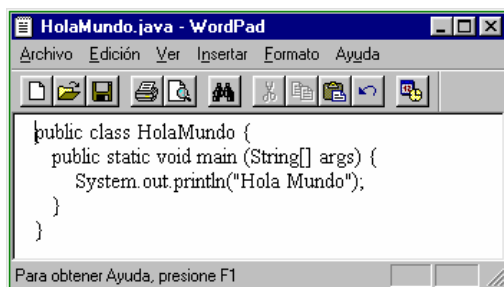 HolaMundo.java - WordPad
Archivo Edición Ver Insertar Formato Ayuda
public class HolaMundo {
public static void main (String[] args) {
System.out.println("Hola Mundo");
}
}
Para obtener Ayuda, presione F1